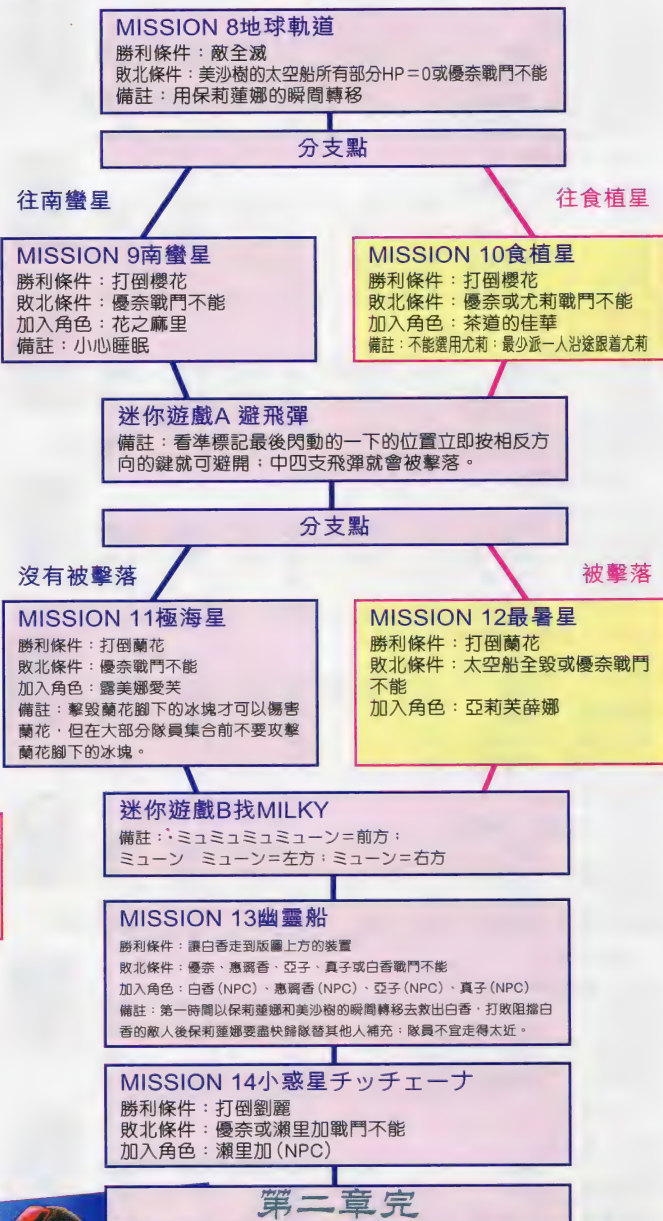 MISSION 8地球軌道
勝利條件：敵全滅
敗北條件：美沙樹的太空船所有部分HP＝0或優奈戰鬥不能
備註：用保莉蓮娜的瞬間轉移
分支點
往南蠻星
往食植星
MISSION 9南蠻星
勝利條件：打倒櫻花
敗北條件：優奈戰鬥不能
加入角色：花之麻里
備註：小心睡眠
MISSION 10食植星
勝利條件：打倒櫻花
敗北條件：優奈或尤莉戰鬥不能
加入角色：茶道的佳華
備註：不能選用尤莉；最少派一人沿途跟着尤莉
迷你遊戲A 避飛彈
備註：看準標記最後閃動的一下的位置立即按相反方
向的鍵就可避開；中四支飛彈就會被擊落。
分支點
沒有被擊落
被擊落
MISSION 11極海星
勝利條件：打倒蘭花
敗北條件：優奈戰鬥不能
加入角色：露美娜愛芙
備註：擊毀蘭花腳下的冰塊才可以傷害
蘭花，但在大部分隊員集合前不要攻擊
蘭花腳下的冰塊。
MISSION 12最暑星
勝利條件：打倒蘭花
敗北條件：太空船全毀或優奈戰鬥
不能
加入角色：亞莉芙薛娜
迷你遊戲B找MILKY
備註：・ミュミュミュミューン＝前方；
ミューン　ミューン＝左方；ミューン＝右方
MISSION 13幽靈船
勝利條件：讓白香走到版圖上方的裝置
敗北條件：優奈、惠璃香、亞子、真子或白香戰鬥不能
加入角色：白香(NPC)、惠璃香(NPC)、亞子(NPC)、真子(NPC)
備註：第一時間以保莉蓮娜和美沙樹的瞬間轉移去救出白香，打敗阻擋白
香的敵人後保莉蓮娜要盡快歸隊替其他人補充；隊員不宜走得太近。
MISSION 14小惑星チッチェーナ
勝利條件：打倒劉麗
敗北條件：優奈或瀨里加戰鬥不能
加入角色：瀨里加(NPC)
第二章完